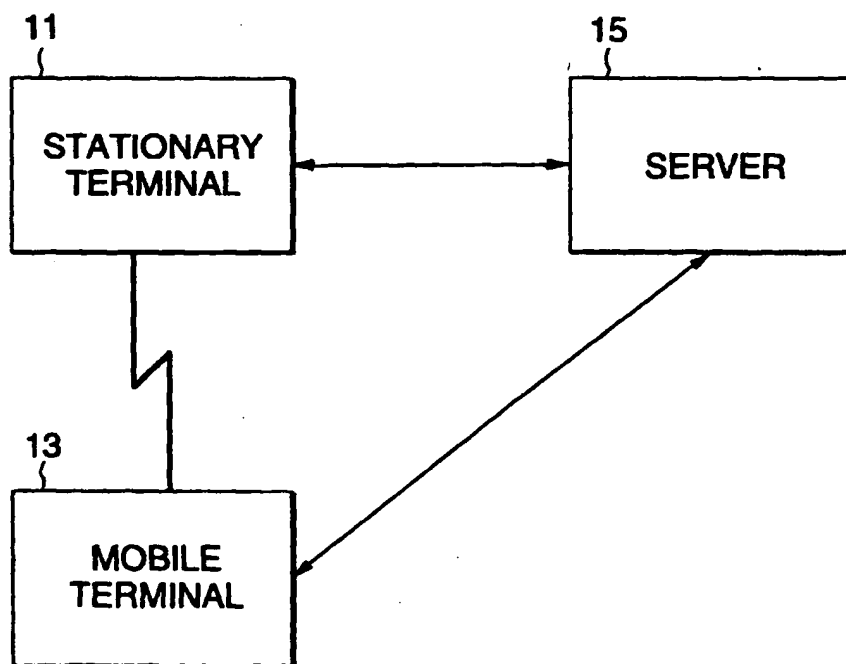 11
STATIONARY
TERMINAL
15
SERVER
13
MOBILE
TERMINAL